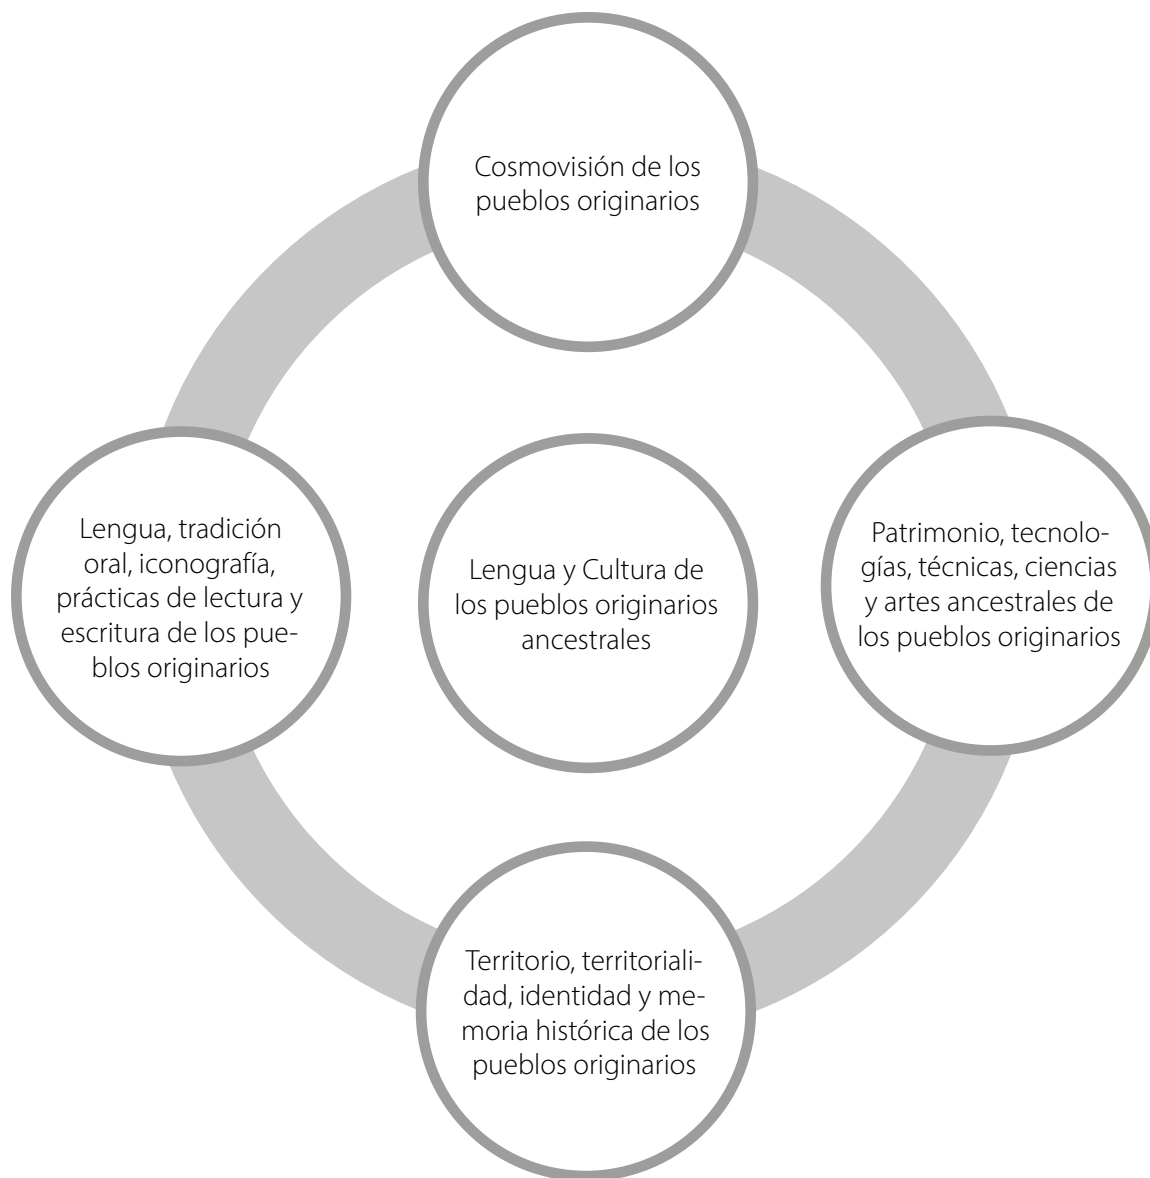 Cosmovisión de los
pueblos originarios
Lengua, tradición
oral, iconografía,
prácticas de lectura y
escritura de los pue-
blos originarios
Lengua y Cultura de
los pueblos originarios
ancestrales
Patrimonio, tecnolo-
gías, técnicas, ciencias
y artes ancestrales de
los pueblos originarios
Territorio, territoriali-
dad, identidad y me-
moria histórica de los
pueblos originarios